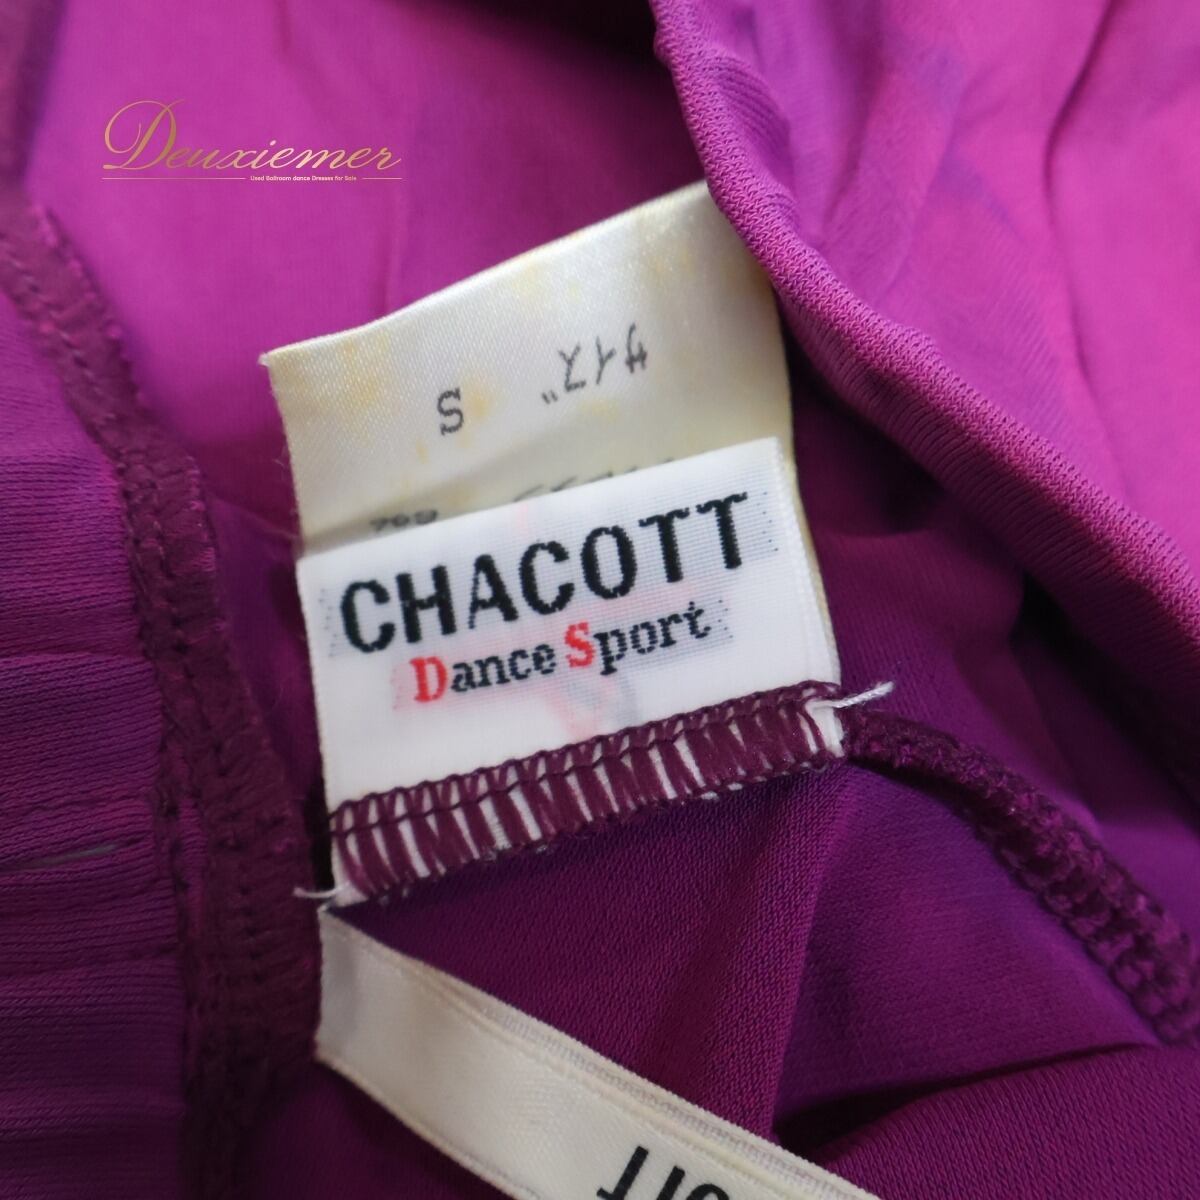 Deuxiemer
Used Ballroom dance Dresses for Sale
サイズ
S
CHACOTT
Dance Sport